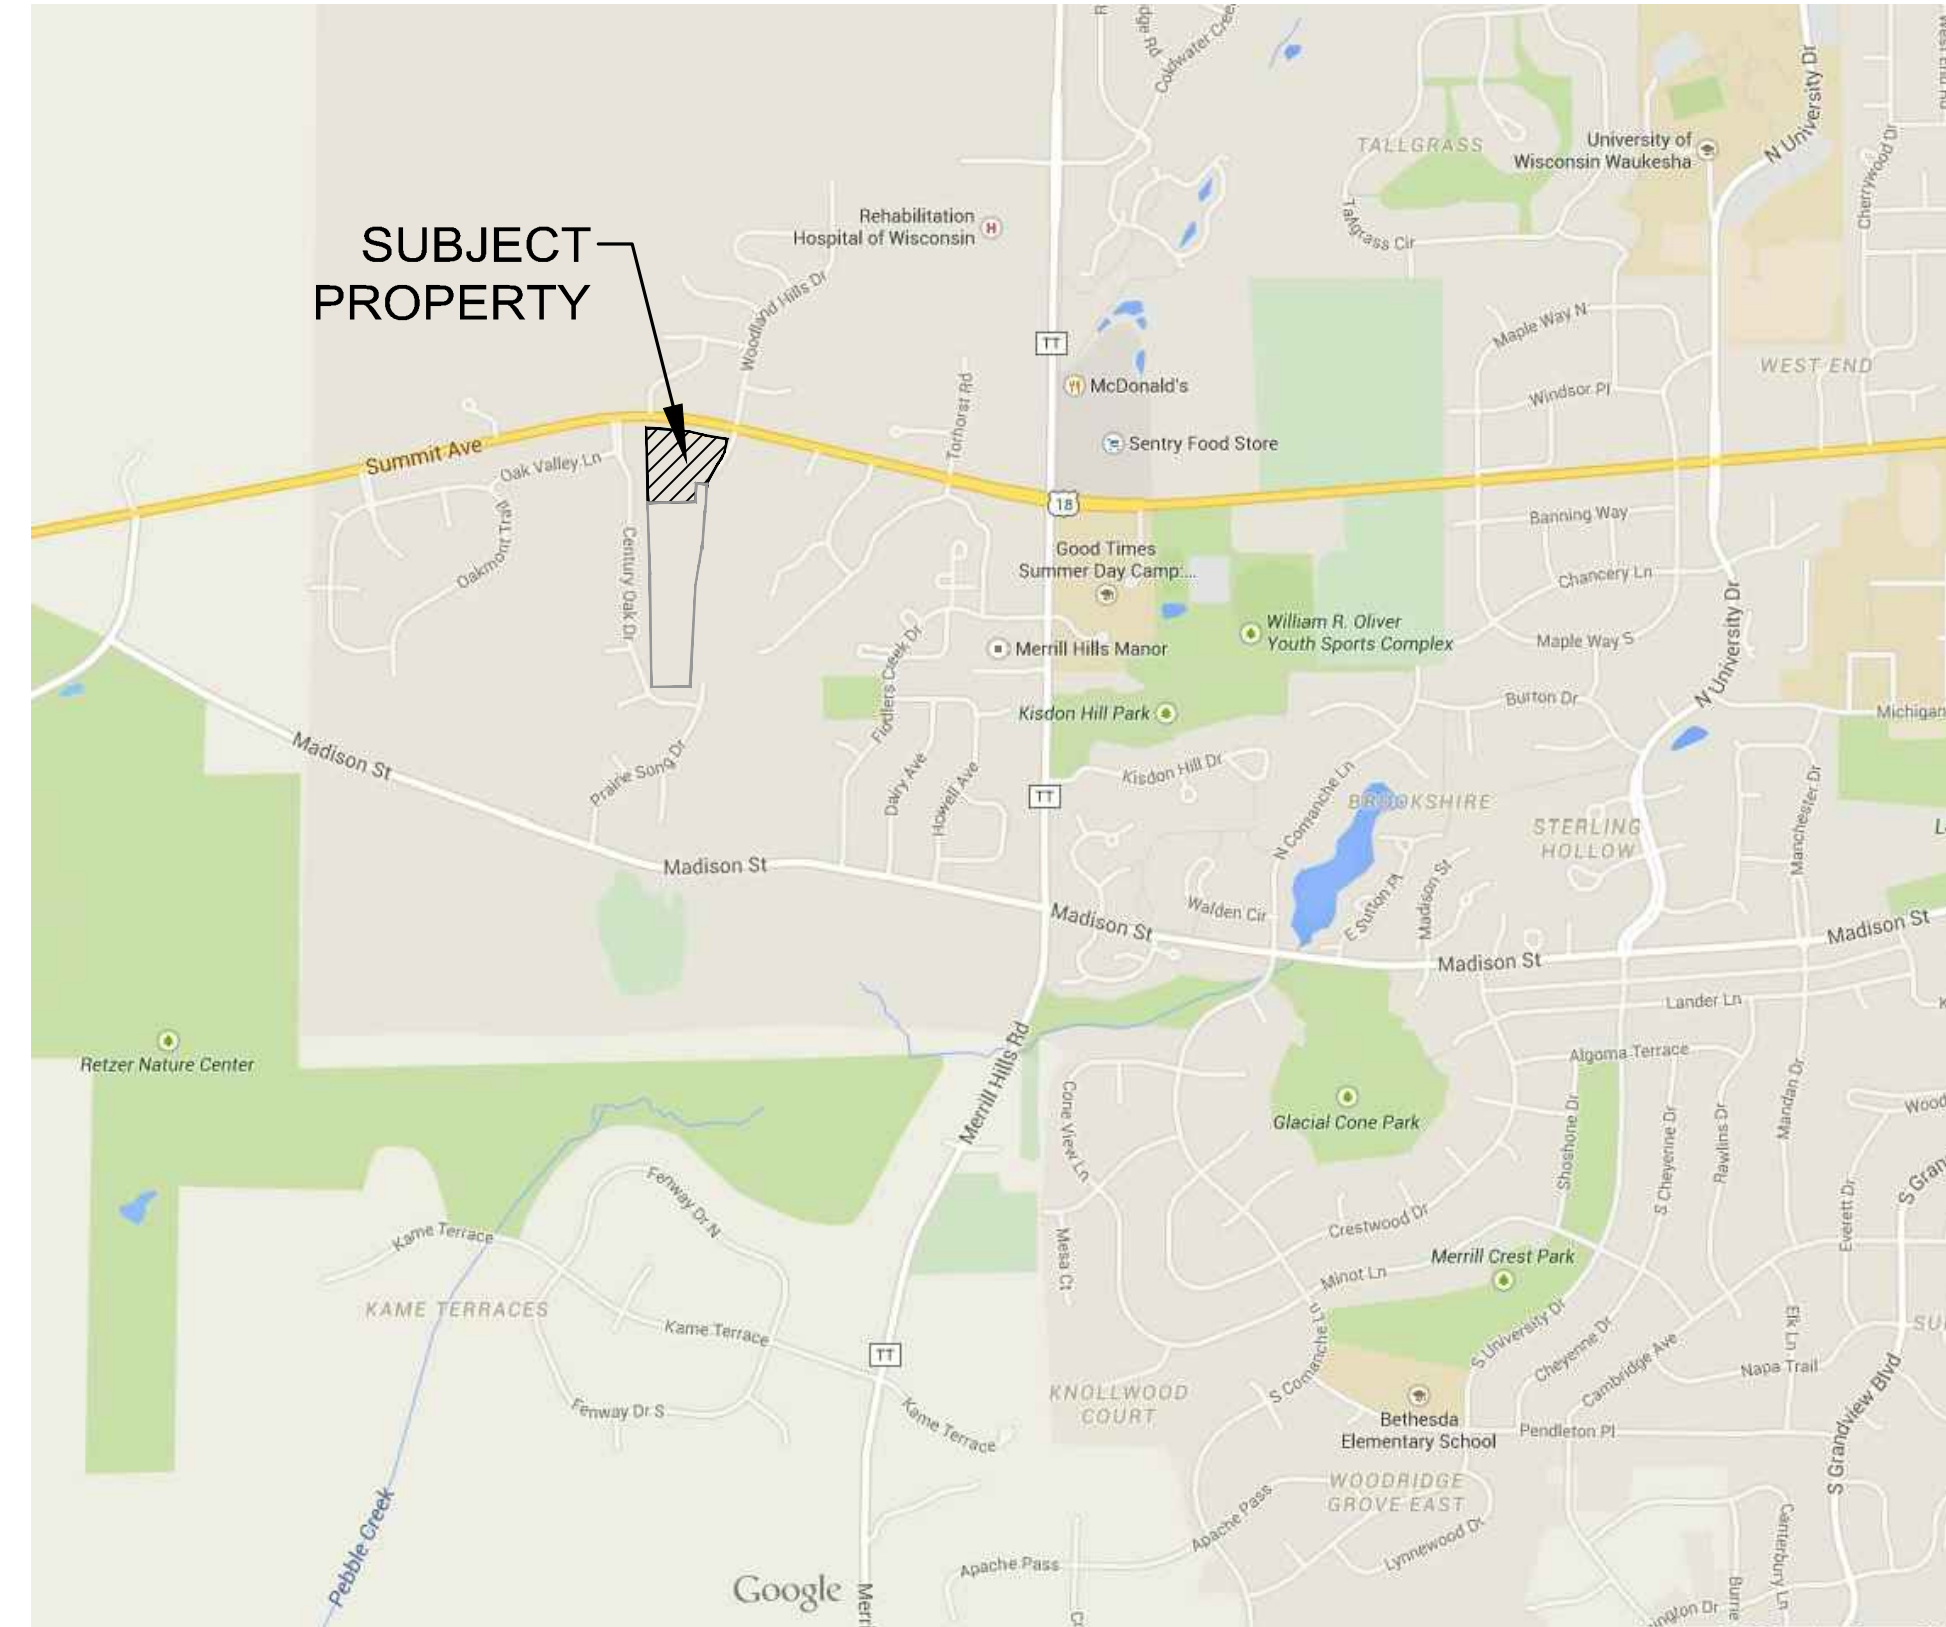 Coldwater Cree
N University Dr
Cherrywood Dr
TALLGRASS
University of
Wisconsin Waukesha
Tallgrass Cir
Rehabilitation
Hospital of Wisconsin
H
SUBJECT
PROPERTY
Woodland Hills Dr
TT
Maple Way N
WEST END
McDonald's
Windsor Pl
Torhorst Rd
Sentry Food Store
Summit Ave
Oak Valley Ln
18
Oakmont Trail
Century Oak Dr
Banning Way
Good Times
Summer Day Camp:...
Chancery Ln
N University Dr
William R. Oliver
Youth Sports Complex
Maple Way S
Merrill Hills Manor
Fiddlers Creek Dr
Burton Dr
Kisdon Hill Park
Michigan
Madison St
Prairie Song Dr
Dairy Ave
Howell Ave
Kisdon Hill Dr
TT
N Comanche Ln
BROOKSHIRE
STERLING
HOLLOW
Manchester Dr
Madison St
Walden Cir
E Sutton Pl
Madison St
Madison St
Madison St
Madison St
Lander Ln
Retzer Nature Center
Merrill Hills Rd
Algoma Terrace
Cone View Ln
Glacial Cone Park
Shoshone Dr
S Cheyenne Dr
Rawlins Dr
Mandan Dr
Wood
S Gran
Everett Dr
Fenway Dr N
Kame Terrace
Crestwood Dr
Mesa Ct
Merrill Crest Park
Minot Ln
KAME TERRACES
Kame Terrace
S University Dr
Elk Ln
SU
TT
S Comanche Ln
Cheyenne Dr
Cambridge Ave
Napa Trail
S Grandview Blvd
KNOLLWOOD
COURT
Fenway Dr S
Kame Terrace
Bethesda
Elementary School
Pendleton Pl
WOODRIDGE
GROVE EAST
Apache Pass
Lynnewood Dr
Canterbury Ln
Pebble Creek
Apache Pass
Google
Merr
Burrie
ington Dr